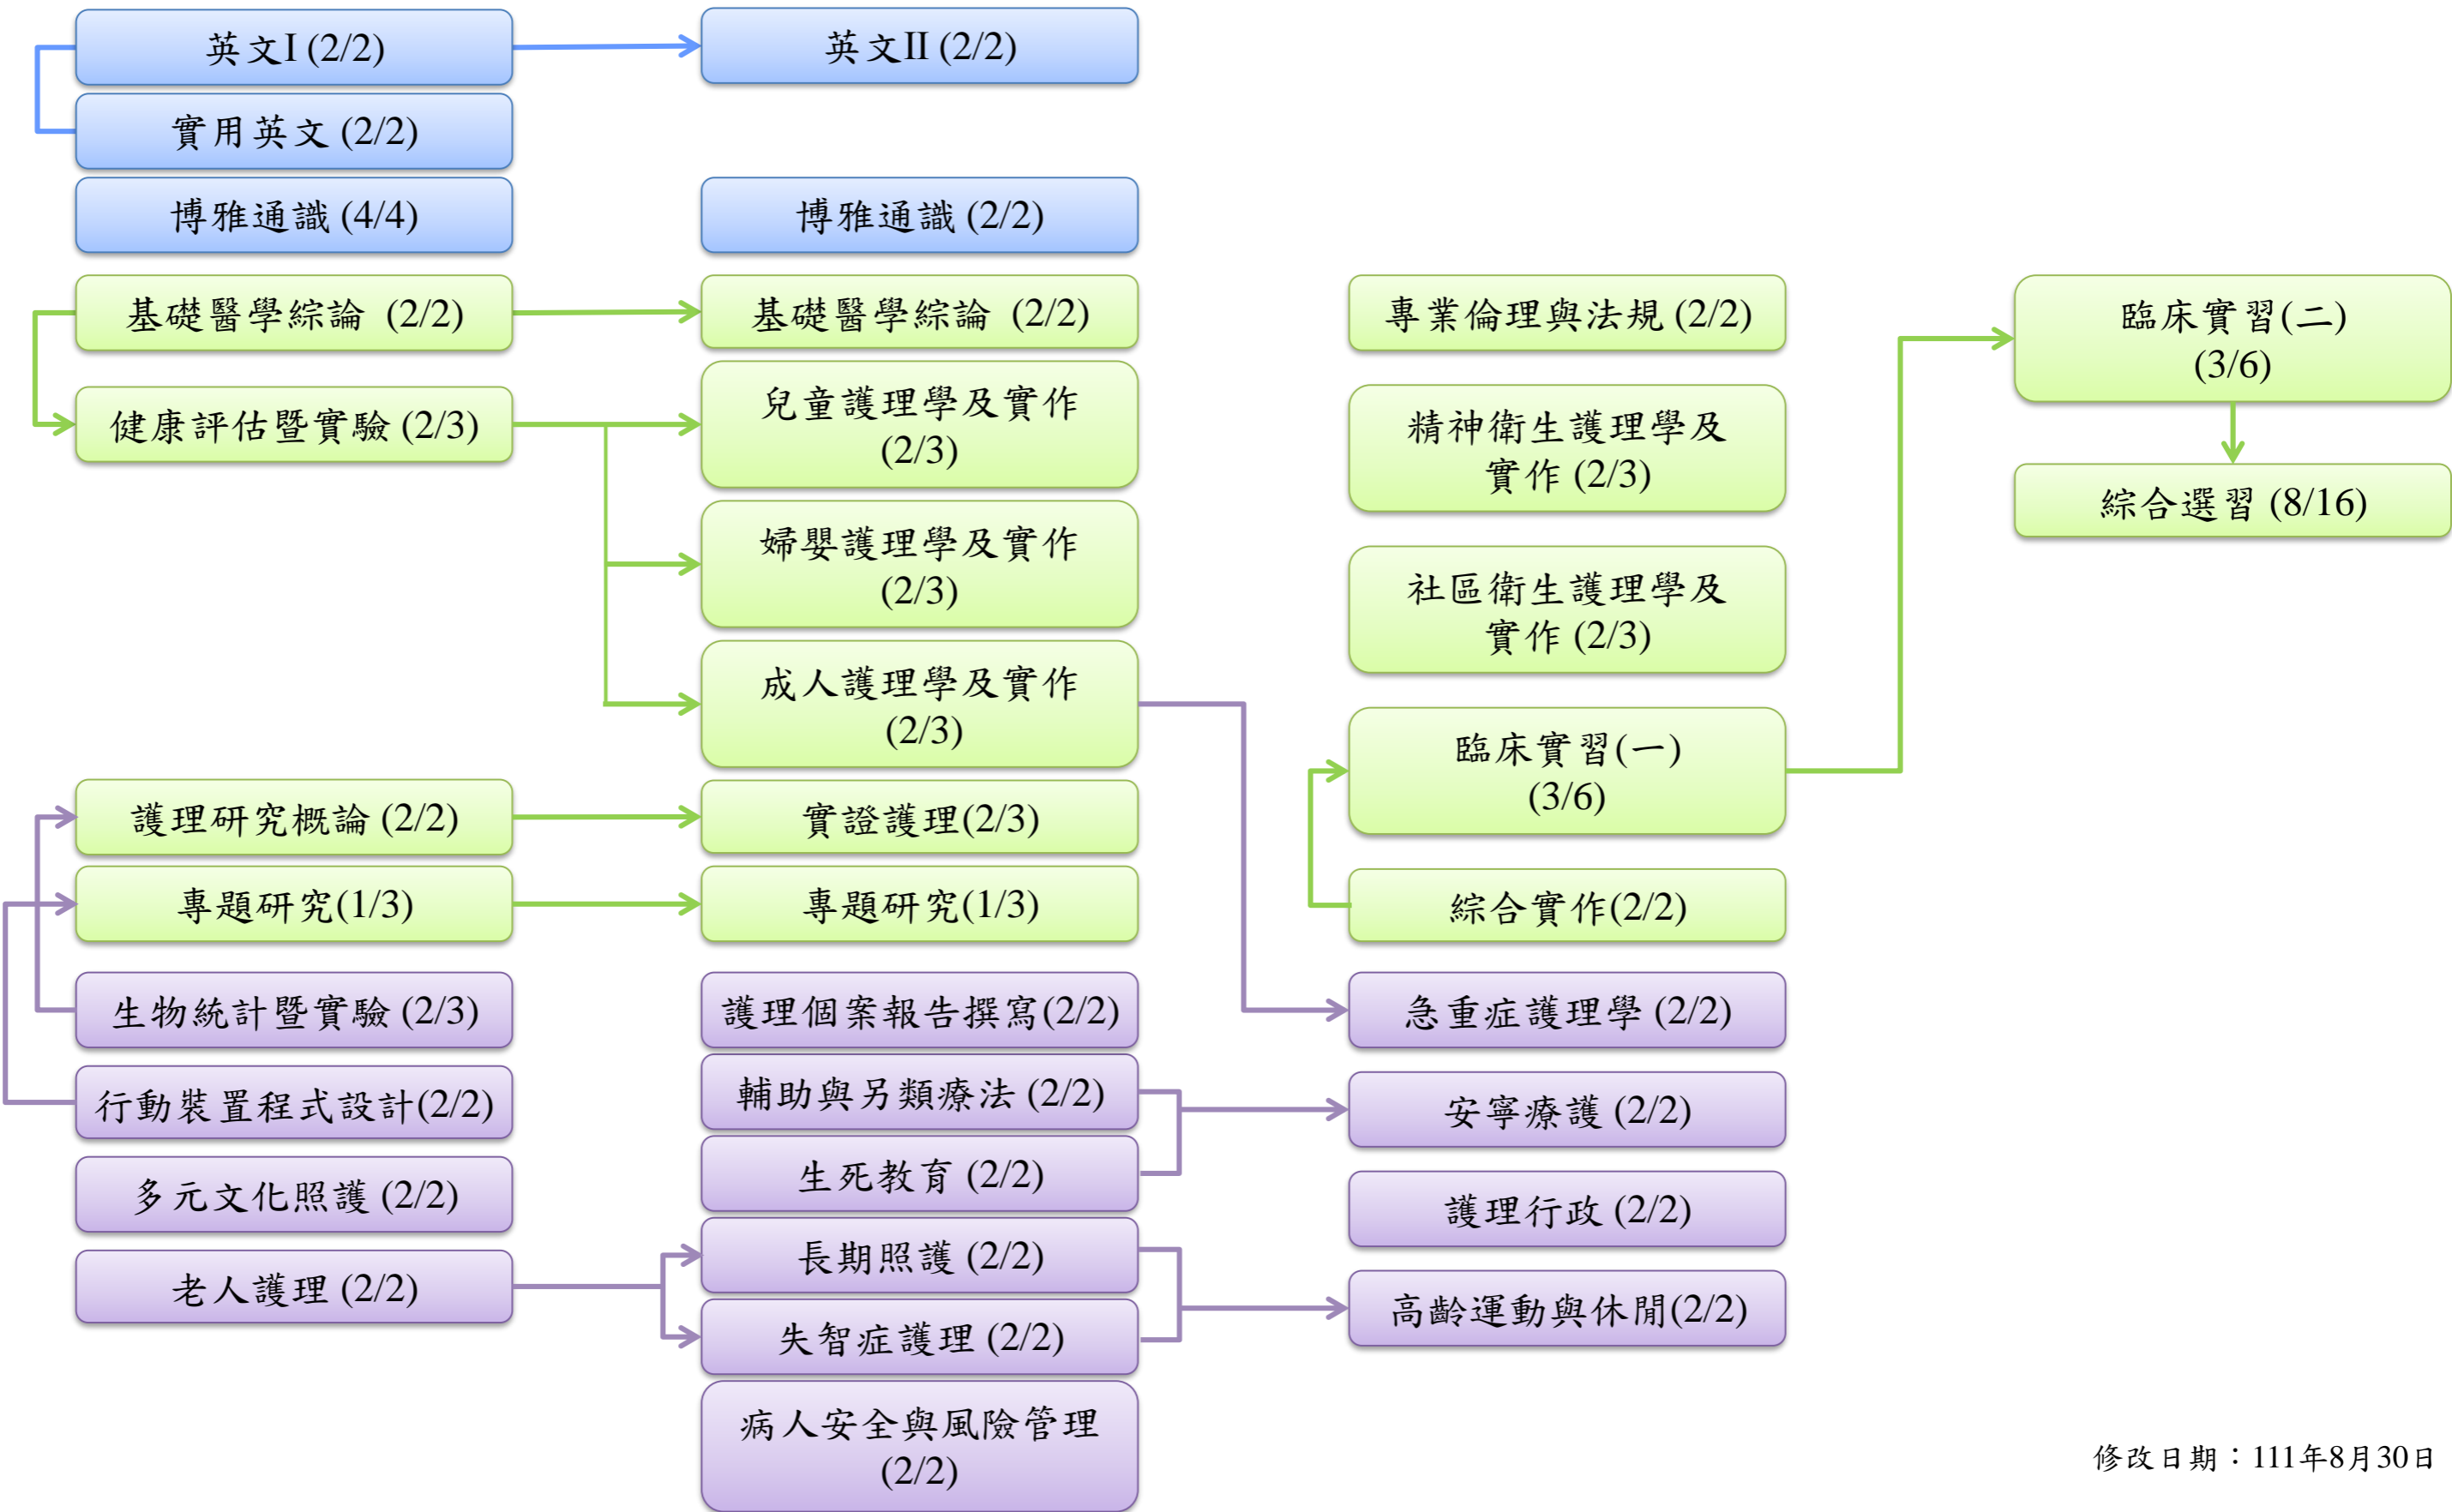 英文I (2/2)
實用英文 (2/2)
博雅通識 (4/4)
基礎醫學綜論 (2/2)
健康評估暨實驗 (2/3)
護理研究概論 (2/2)
專題研究(1/3)
生物統計暨實驗 (2/3)
行動裝置程式設計(2/2)
多元文化照護 (2/2)
老人護理 (2/2)
英文II (2/2)
博雅通識 (2/2)
基礎醫學綜論 (2/2)
兒童護理學及實作
(2/3)
婦嬰護理學及實作
(2/3)
成人護理學及實作
(2/3)
實證護理(2/3)
專題研究(1/3)
護理個案報告撰寫(2/2)
輔助與另類療法 (2/2)
生死教育 (2/2)
長期照護 (2/2)
失智症護理 (2/2)
病人安全與風險管理
(2/2)
專業倫理與法規 (2/2)
精神衛生護理學及
實作 (2/3)
社區衛生護理學及
實作 (2/3)
臨床實習(一)
(3/6)
綜合實作(2/2)
急重症護理學 (2/2)
安寧療護 (2/2)
護理行政 (2/2)
高齡運動與休閒(2/2)
臨床實習(二)
(3/6)
綜合選習 (8/16)
修改日期：111年8月30日